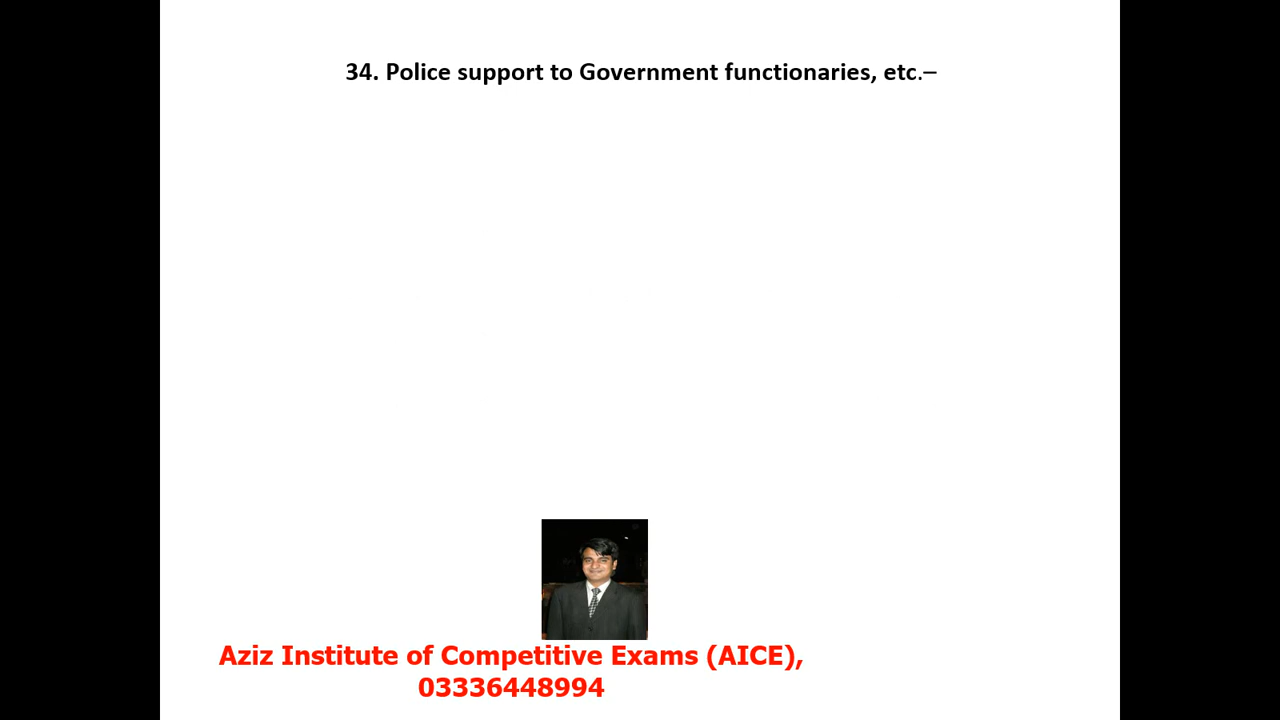 34. Police support to Government functionaries, etc.–
Aziz Institute of Competitive Exams (AICE),
03336448994